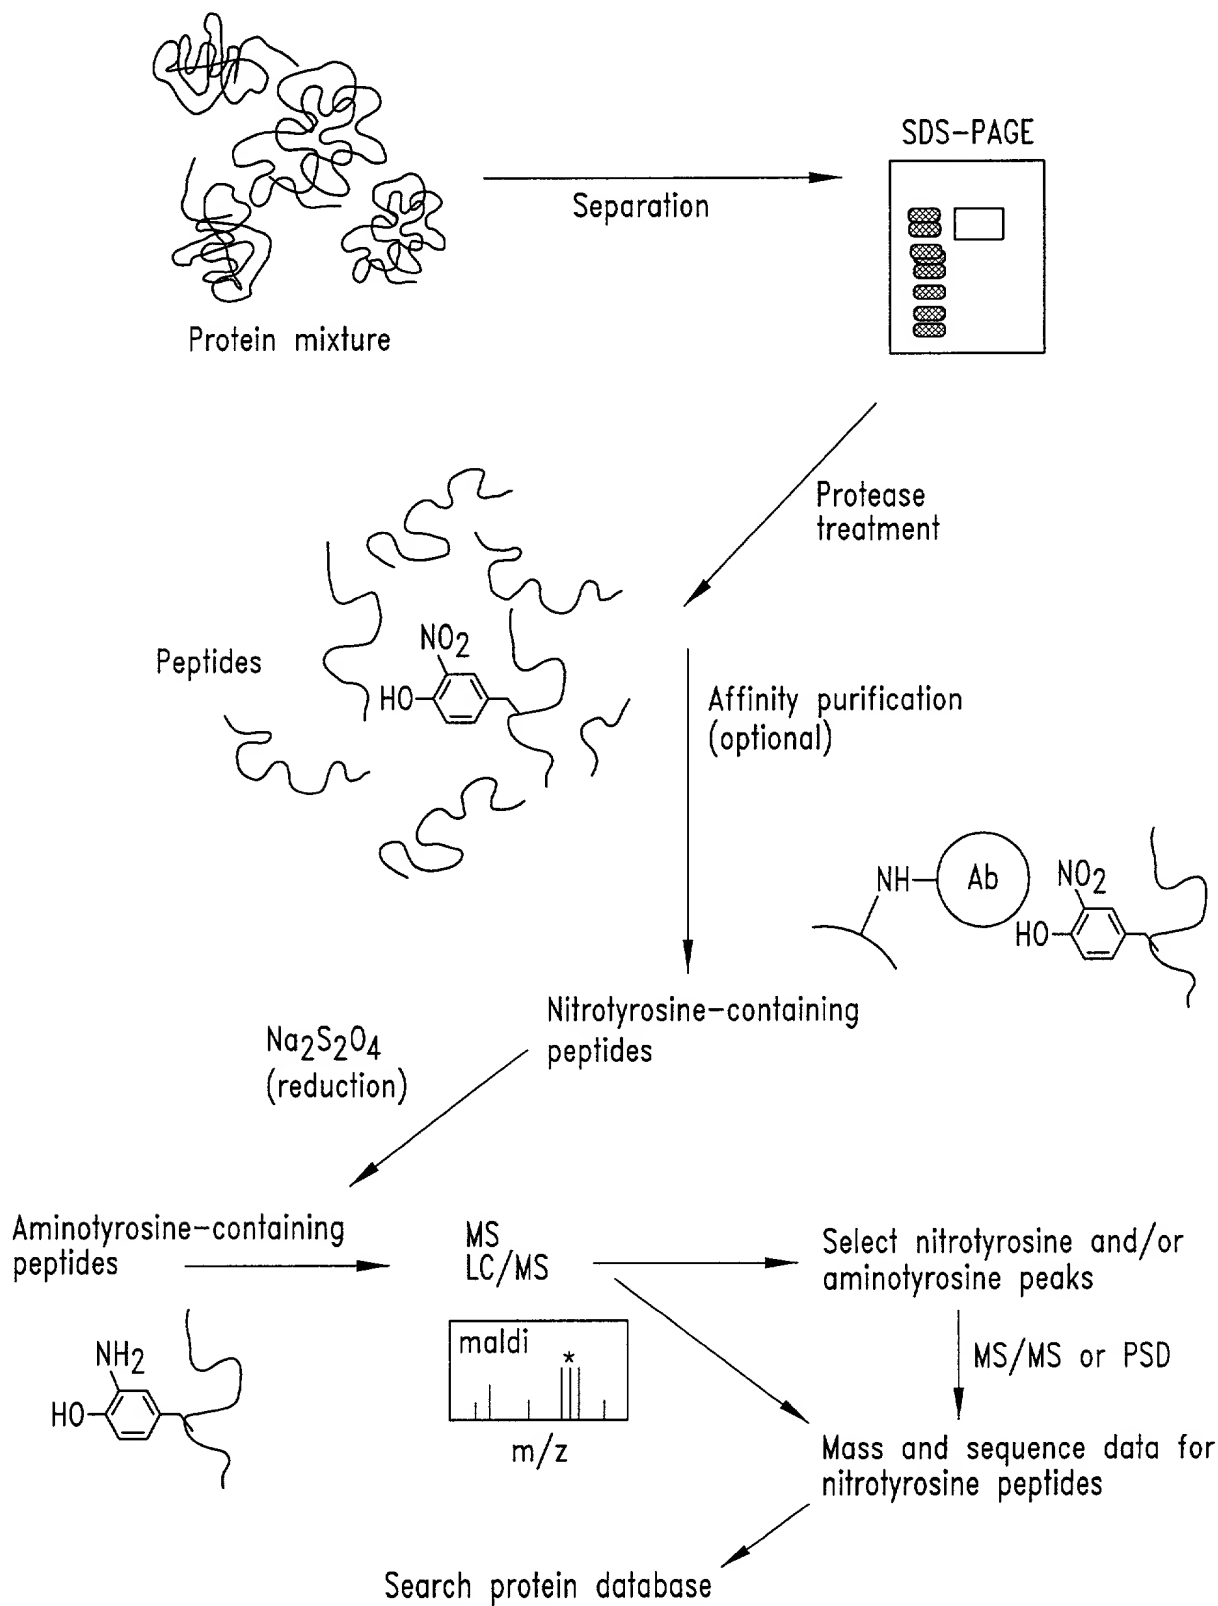 SDS-PAGE
Separation
Protein mixture
Protease
treatment
Peptides
NO2
HO
Affinity purification
(optional)
NH
Ab
NO2
HO
Nitrotyrosine-containing
peptides
Na2S2O4
(reduction)
Aminotyrosine-containing
peptides
MS
LC/MS
Select nitrotyrosine and/or
aminotyrosine peaks
maldi
*
NH2
HO
m/z
MS/MS or PSD
Mass and sequence data for
nitrotyrosine peptides
Search protein database